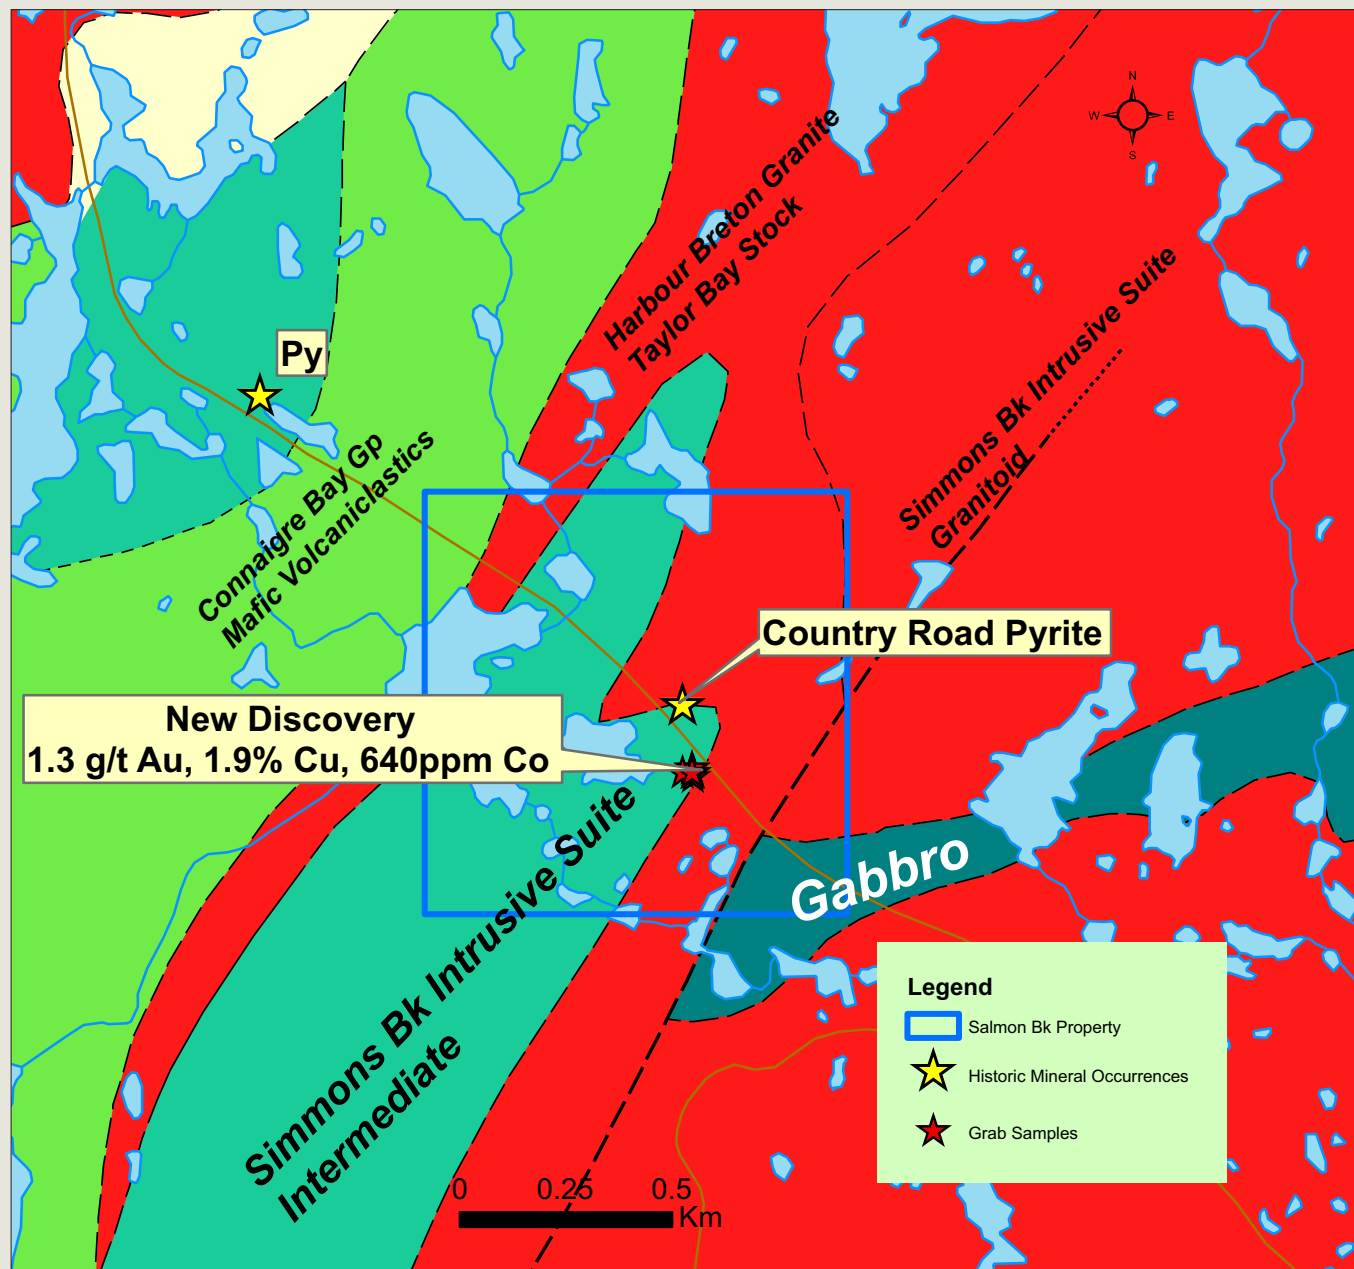 N
W E
S
Harbour Breton Granite
Taylor Bay Stock
Simmons Bk Intrusive Suite
Granitoid
Py
Connaigre Bay Gp
Mafic Volcaniclastics
Country Road Pyrite
New Discovery
1.3 g/t Au, 1.9% Cu, 640ppm Co
Gabbro
Simmons Bk Intrusive Suite
Intermediate
Legend
Salmon Bk Property
Historic Mineral Occurrences
Grab Samples
0 0.25 0.5
Km